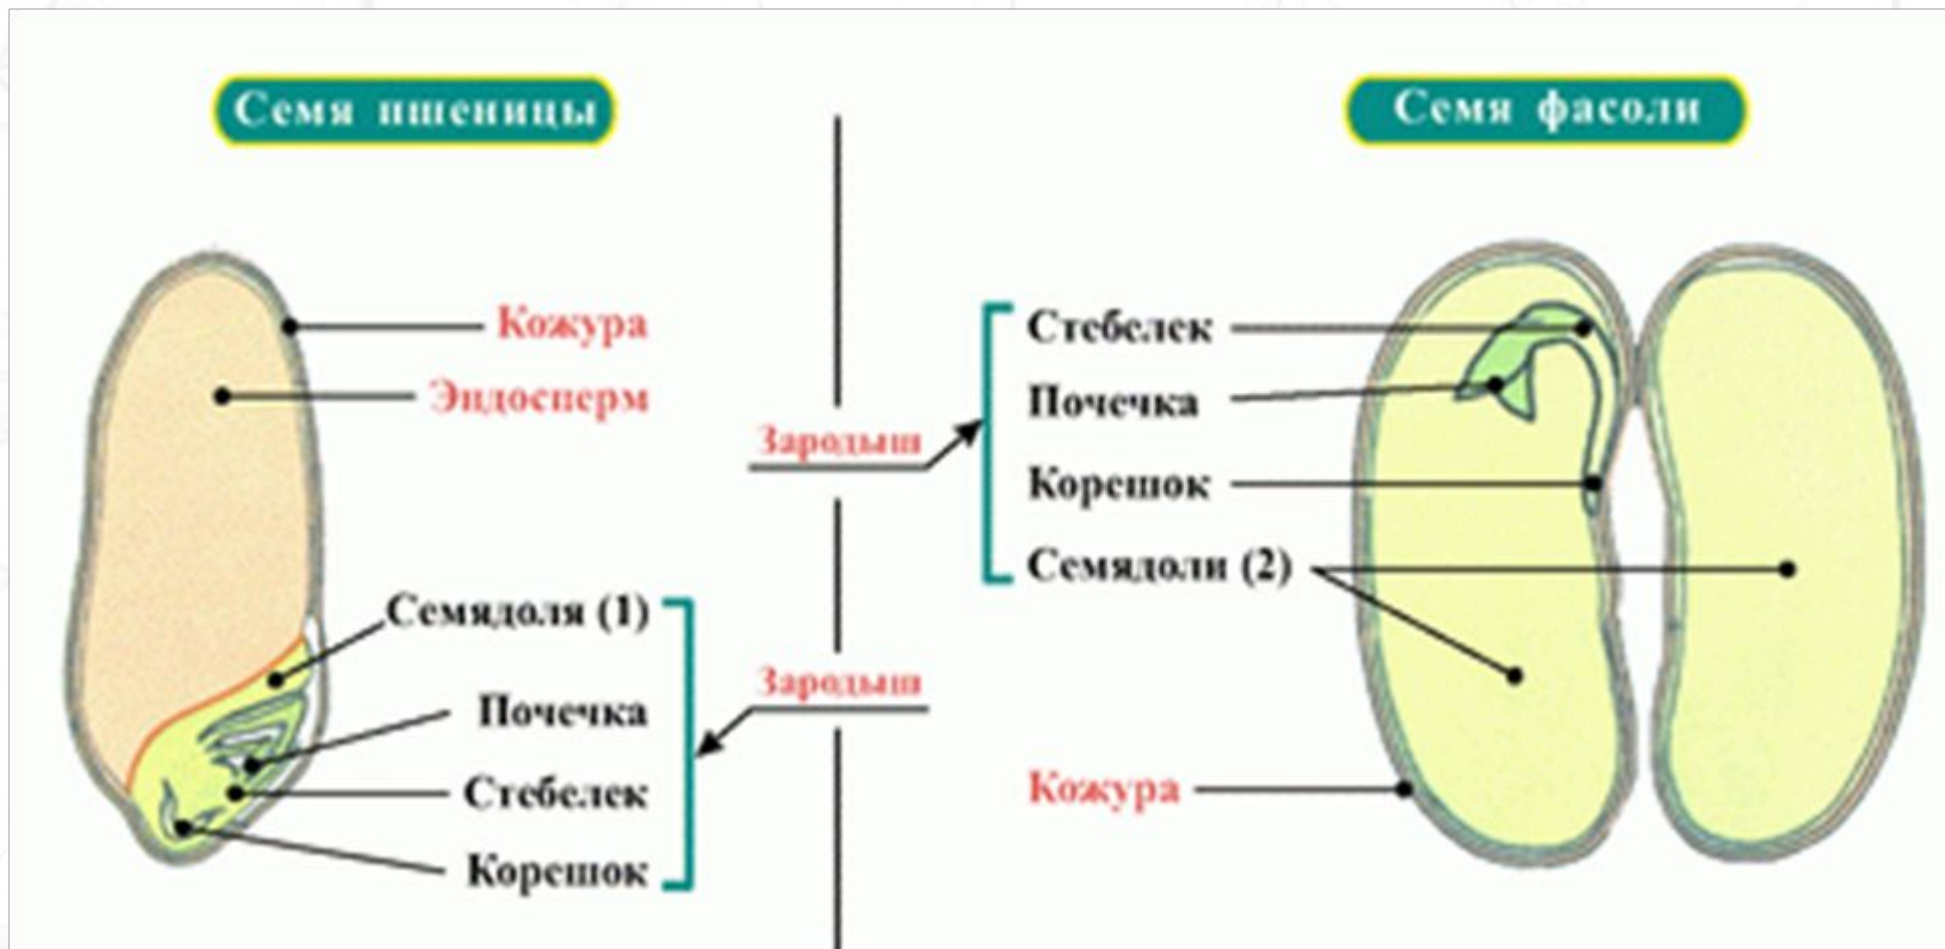 Семя пшеницы
Кожура
Эндосперм
Зародыш
Семядоля (1)
Почечка
Стебелек
Корешок
Зародыш
Семя фасоли
Стебелек
Почечка
Корешок
Семядоли (2)
Кожура